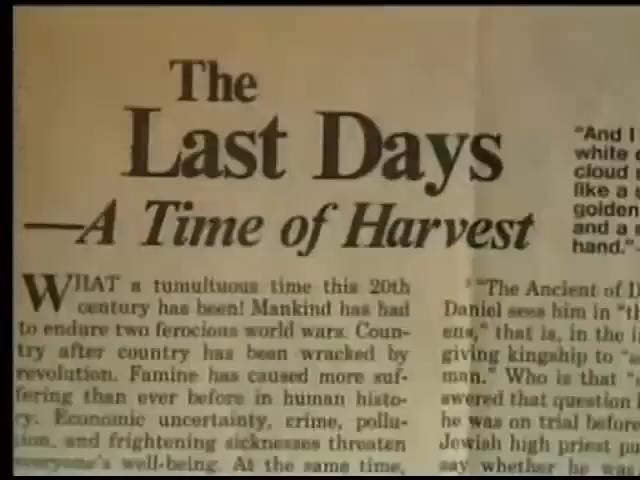 The
Last Days
—A Time of Harvest
WHAT a tumultuous time this 20th
century has been! Mankind has had
to endure two ferocious world wars. Coun-
try after country has been wracked by
revolution. Famine has caused more suf-
fering than ever before in human histo-
ry. Economic uncertainty, crime, pollu-
tion, and frightening sicknesses threaten
everyone's well-being. At the same time,
"And I
white
cloud
like a
golden
and a
hand."
"The Ancient of
Daniel sees him in "th
ens," that is, in the
giving kingship to
man." Who is that
swered that question
he was on trial before
Jewish high priest pu
say whether he was